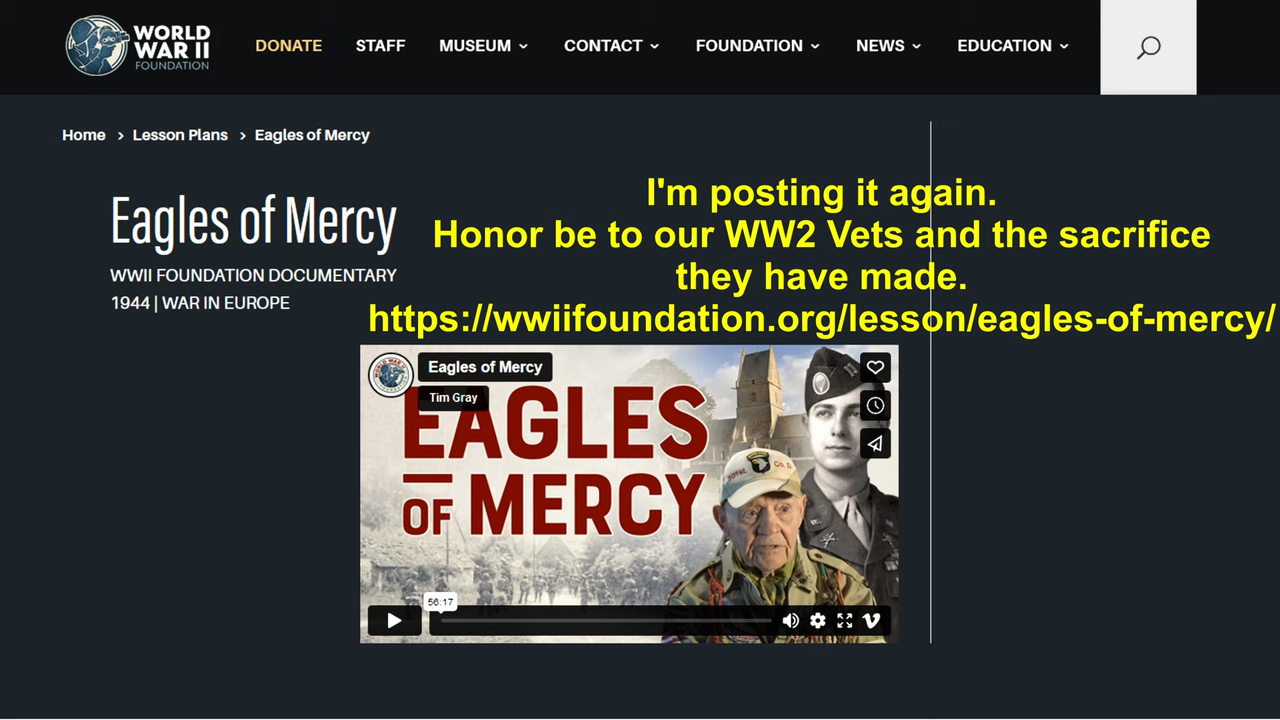 WORLD
WAR II
FOUNDATION
DONATE STAFF MUSEUM CONTACT FOUNDATION NEWS EDUCATION
Home > Lesson Plans > Eagles of Mercy
Eagles of Mercy
WWII FOUNDATION DOCUMENTARY
1944 | WAR IN EUROPE
I'm posting it again.
Honor be to our WW2 Vets and the sacrifice
they have made.
https://wwiifoundation.org/lesson/eagles-of-mercy/
Eagles of Mercy
Tim Gray
EAGLES
OF MERCY
Co. D
56:17